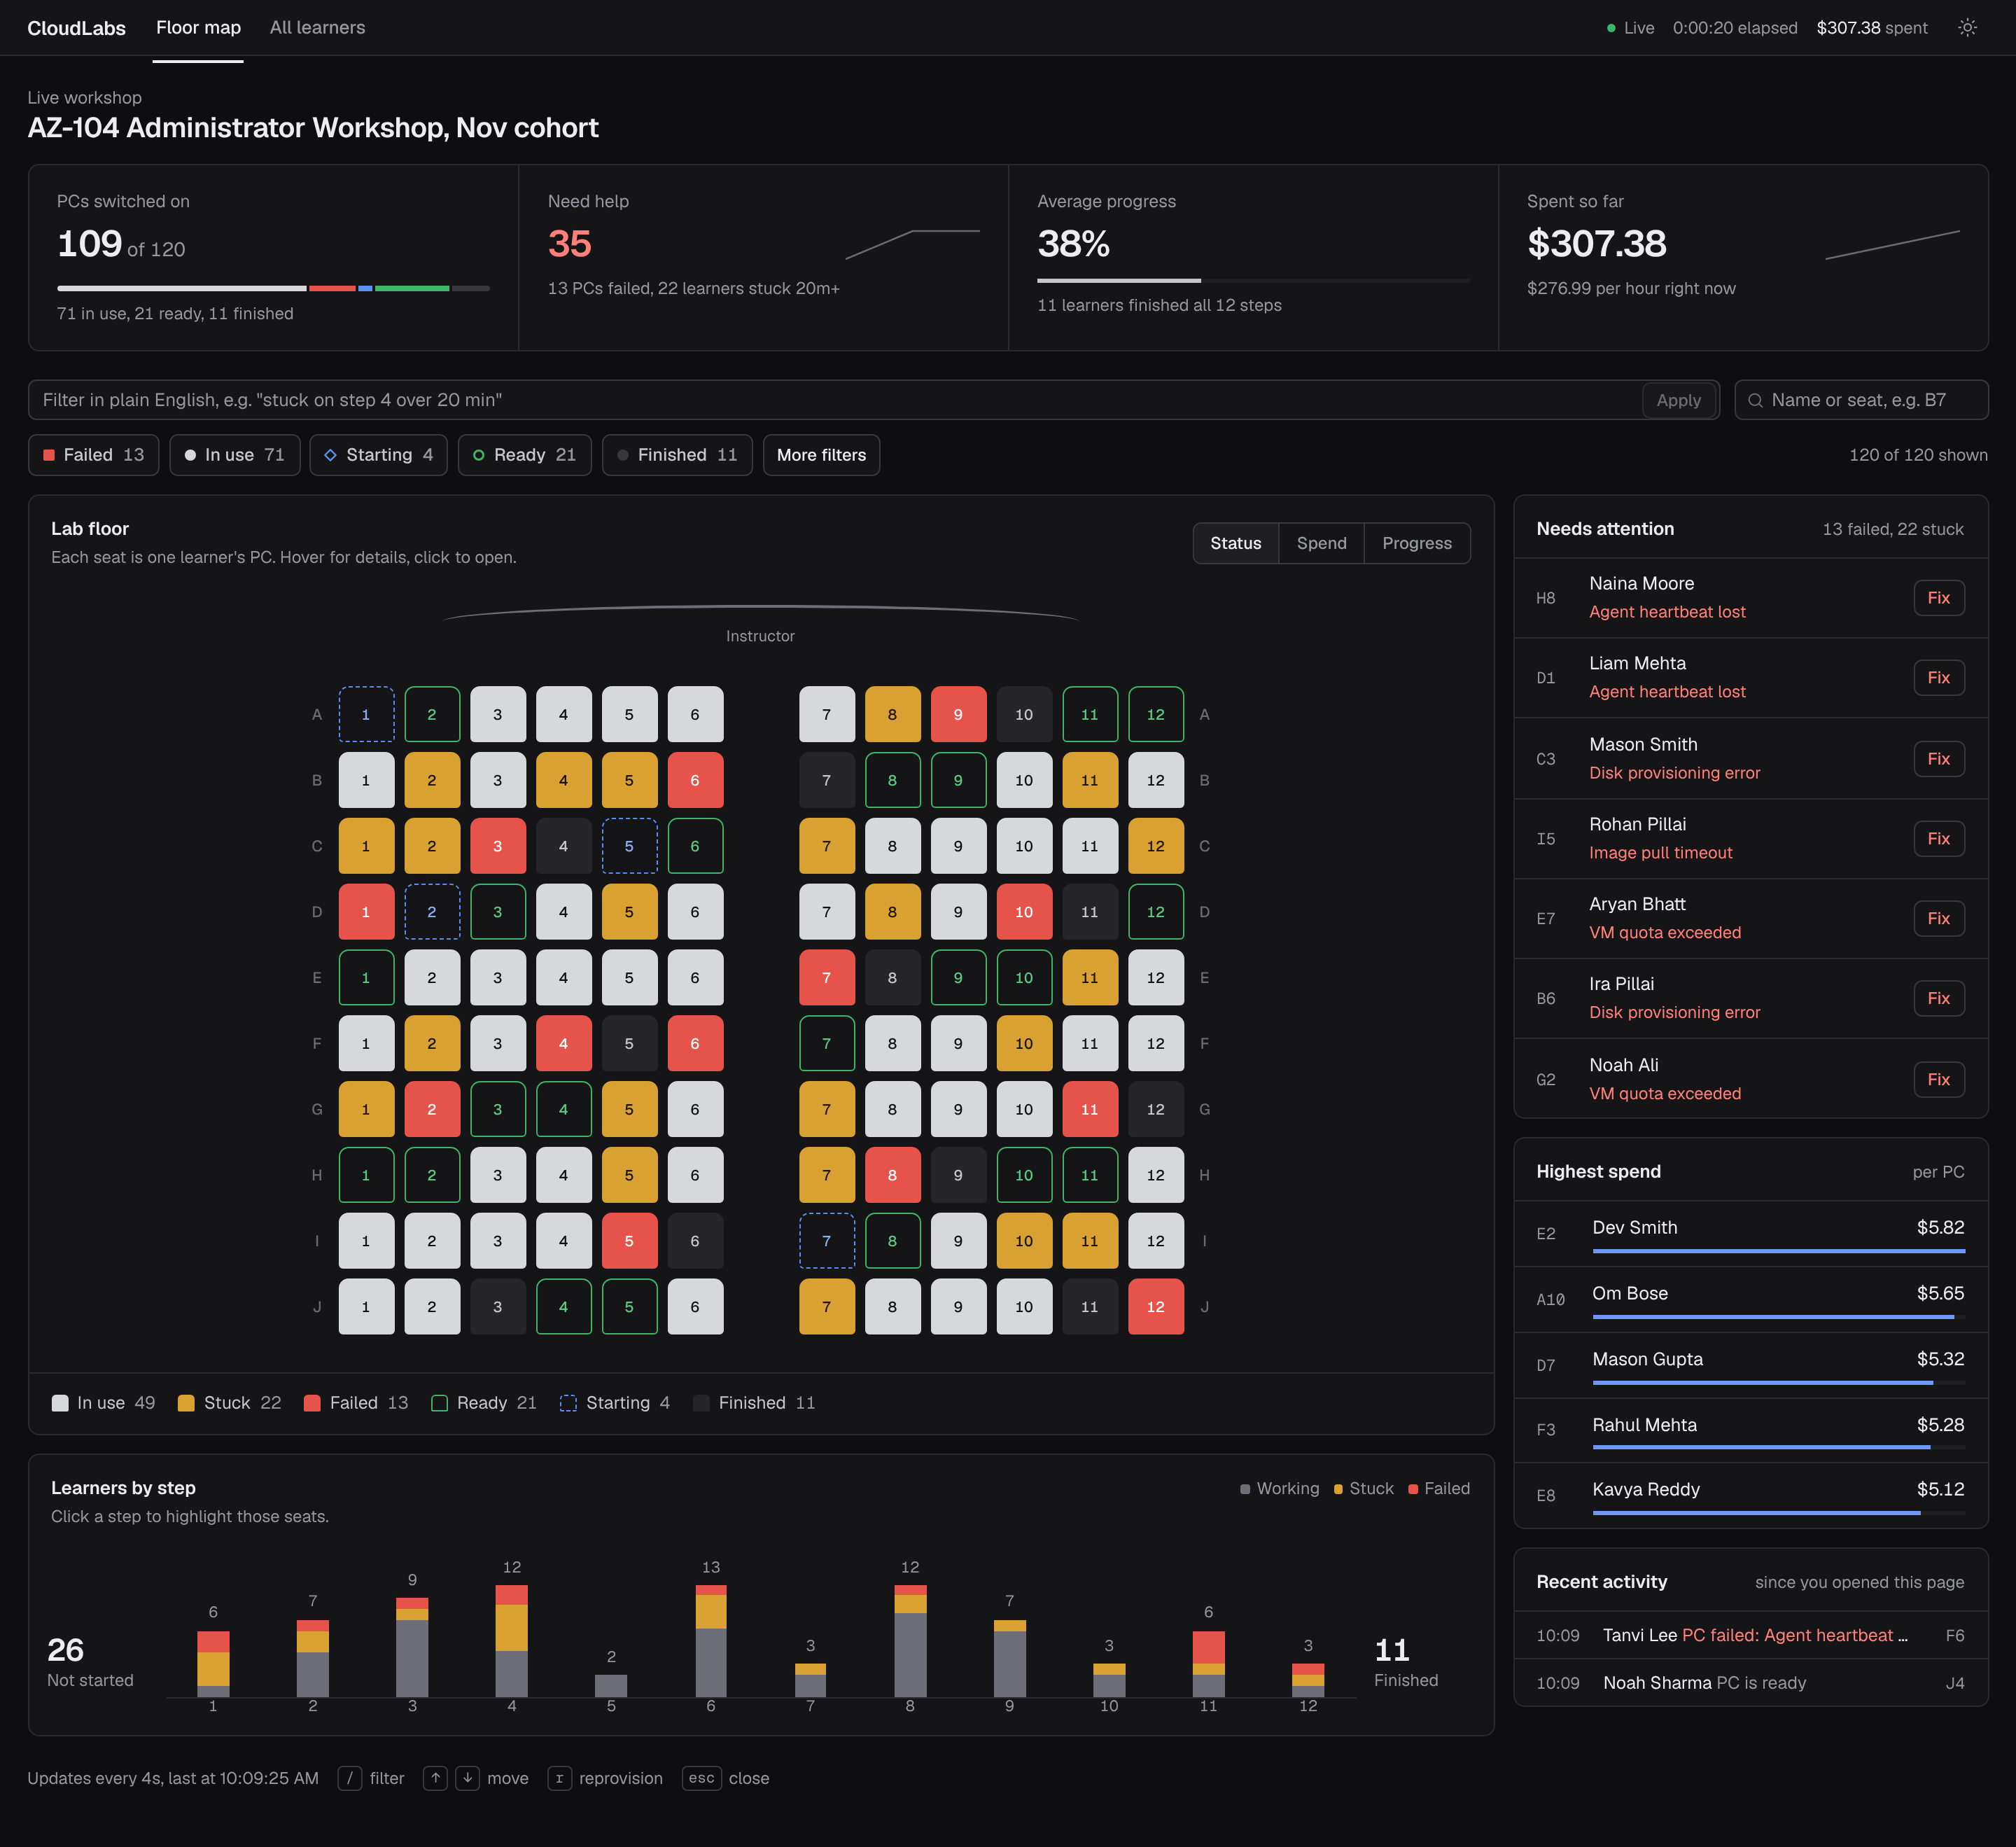 CloudLabs Floor map All learners Live 0:00:20 elapsed $307.38 spent
Live workshop
AZ-104 Administrator Workshop, Nov cohort
PCs switched on
109 of 120
71 in use, 21 ready, 11 finished
Need help
35
13 PCs failed, 22 learners stuck 20m+
Average progress
38%
11 learners finished all 12 steps
Spent so far
$307.38
$276.99 per hour right now
Filter in plain English, e.g. "stuck on step 4 over 20 min" Apply
Name or seat, e.g. B7
Failed 13 In use 71 Starting 4 Ready 21 Finished 11 More filters
120 of 120 shown
Lab floor
Each seat is one learner's PC. Hover for details, click to open.
Status Spend Progress
Instructor
A 1 2 3 4 5 6 7 8 9 10 11 12 A
B 1 2 3 4 5 6 7 8 9 10 11 12 B
C 1 2 3 4 5 6 7 8 9 10 11 12 C
D 1 2 3 4 5 6 7 8 9 10 11 12 D
E 1 2 3 4 5 6 7 8 9 10 11 12 E
F 1 2 3 4 5 6 7 8 9 10 11 12 F
G 1 2 3 4 5 6 7 8 9 10 11 12 G
H 1 2 3 4 5 6 7 8 9 10 11 12 H
I 1 2 3 4 5 6 7 8 9 10 11 12 I
J 1 2 3 4 5 6 7 8 9 10 11 12 J
In use 49 Stuck 22 Failed 13 Ready 21 Starting 4 Finished 11
Needs attention 13 failed, 22 stuck
H8 Naina Moore Fix
Agent heartbeat lost
D1 Liam Mehta Fix
Agent heartbeat lost
C3 Mason Smith Fix
Disk provisioning error
I5 Rohan Pillai Fix
Image pull timeout
E7 Aryan Bhatt Fix
VM quota exceeded
B6 Ira Pillai Fix
Disk provisioning error
G2 Noah Ali Fix
VM quota exceeded
Highest spend per PC
E2 Dev Smith $5.82
A10 Om Bose $5.65
D7 Mason Gupta $5.32
F3 Rahul Mehta $5.28
E8 Kavya Reddy $5.12
Recent activity since you opened this page
10:09 Tanvi Lee PC failed: Agent heartbeat ... F6
10:09 Noah Sharma PC is ready J4
Learners by step
Click a step to highlight those seats.
Working Stuck Failed
26
Not started
6 7 9 12 2 13 3 12 7 3 6 3
1 2 3 4 5 6 7 8 9 10 11 12
11
Finished
Updates every 4s, last at 10:09:25 AM / filter ↑ ↓ move r reprovision esc close